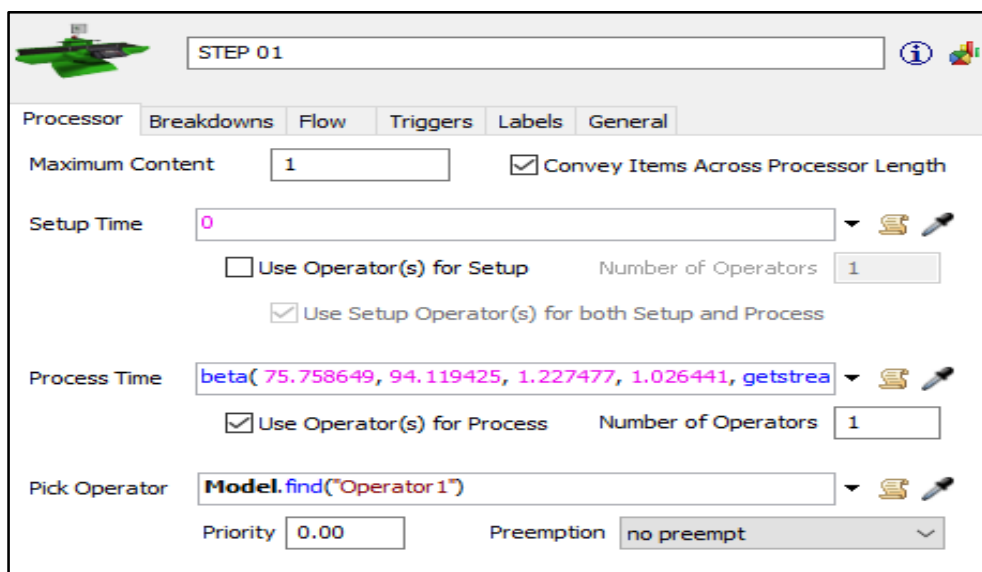 STEP 01
Processor Breakdowns Flow Triggers Labels General
Maximum Content 1 Convey Items Across Processor Length
Setup Time 0
Use Operator(s) for Setup Number of Operators 1
Use Setup Operator(s) for both Setup and Process
Process Time beta( 75.758649, 94.119425, 1.227477, 1.026441, getstrea
Use Operator(s) for Process Number of Operators 1
Pick Operator Model.find("Operator1")
Priority 0.00 Preemption no preempt